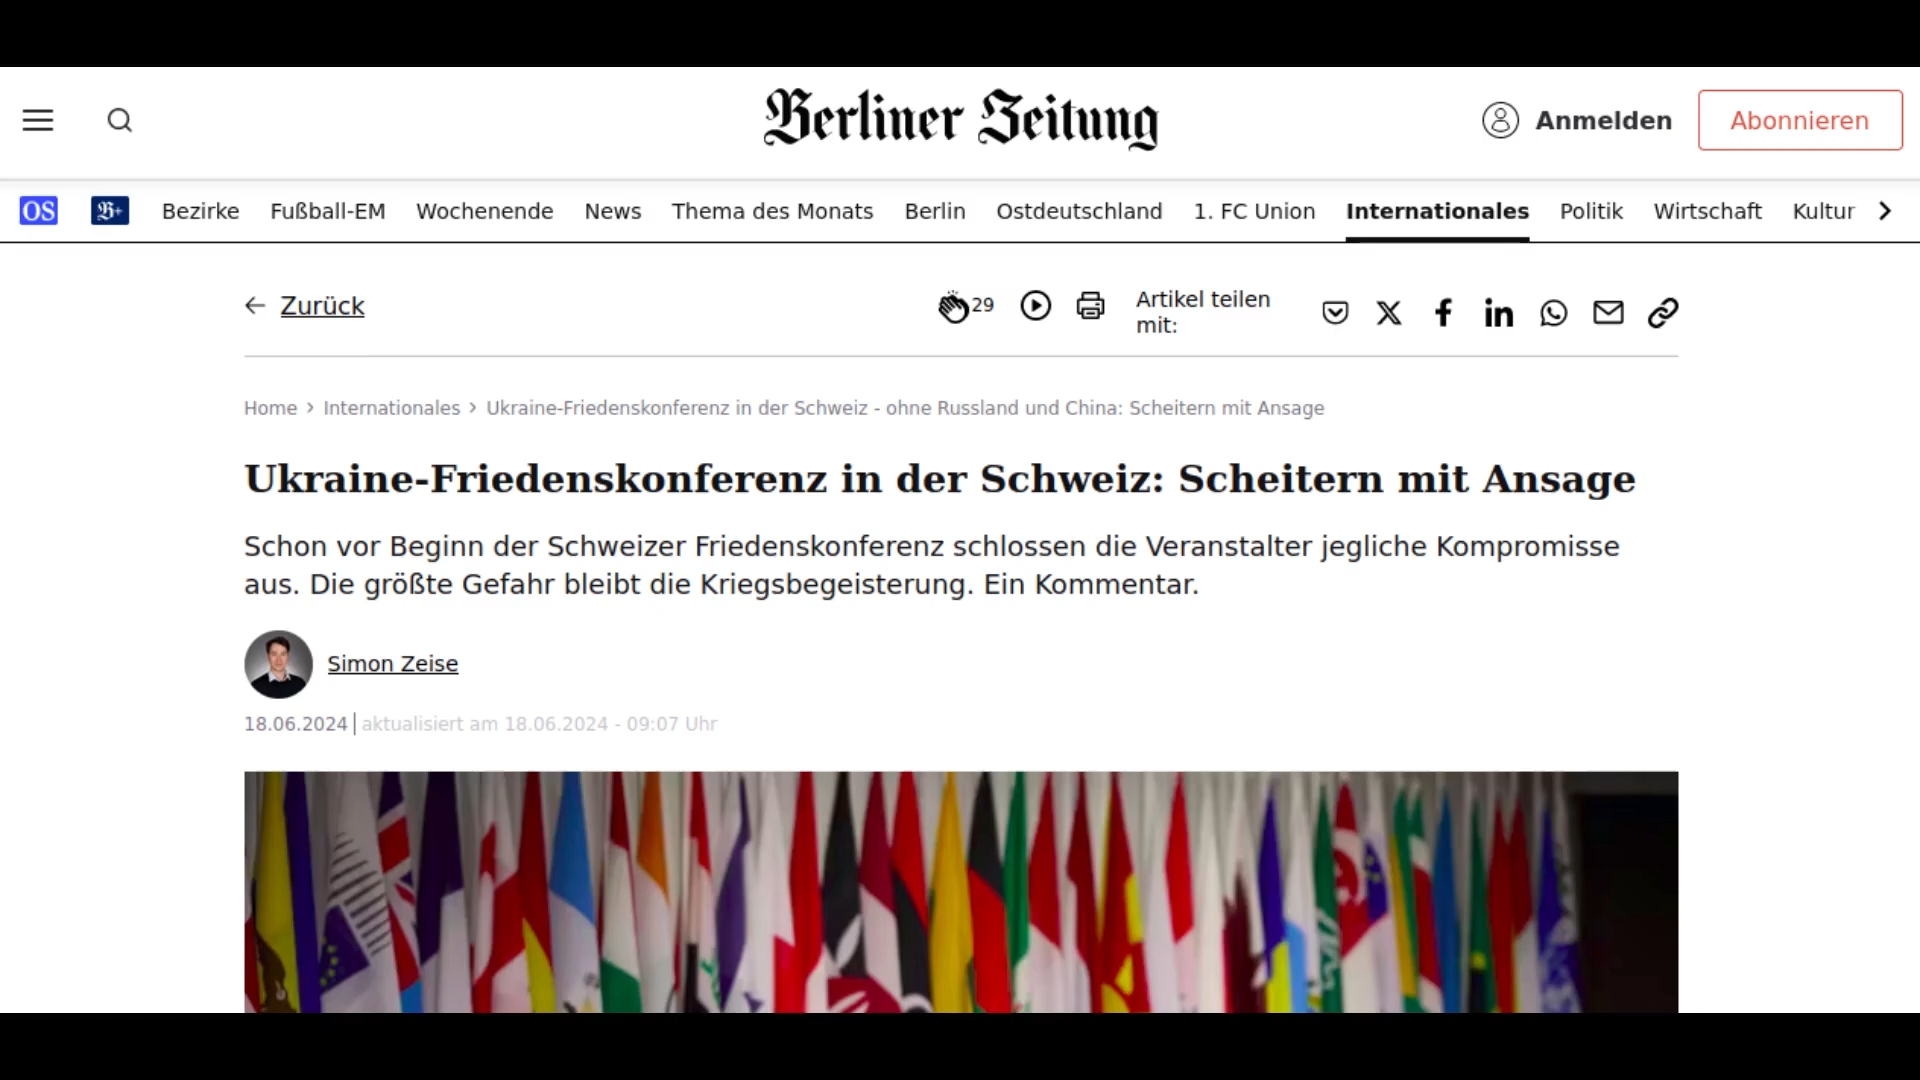 Berliner Zeitung
Anmelden
Abonnieren
OS B+ Bezirke Fußball-EM Wochenende News Thema des Monats Berlin Ostdeutschland 1. FC Union Internationales Politik Wirtschaft Kultur
Zurück
29
Artikel teilen
mit:
Home › Internationales › Ukraine-Friedenskonferenz in der Schweiz - ohne Russland und China: Scheitern mit Ansage
Ukraine-Friedenskonferenz in der Schweiz: Scheitern mit Ansage
Schon vor Beginn der Schweizer Friedenskonferenz schlossen die Veranstalter jegliche Kompromisse
aus. Die größte Gefahr bleibt die Kriegsbegeisterung. Ein Kommentar.
Simon Zeise
18.06.2024 | aktualisiert am 18.06.2024 - 09:07 Uhr